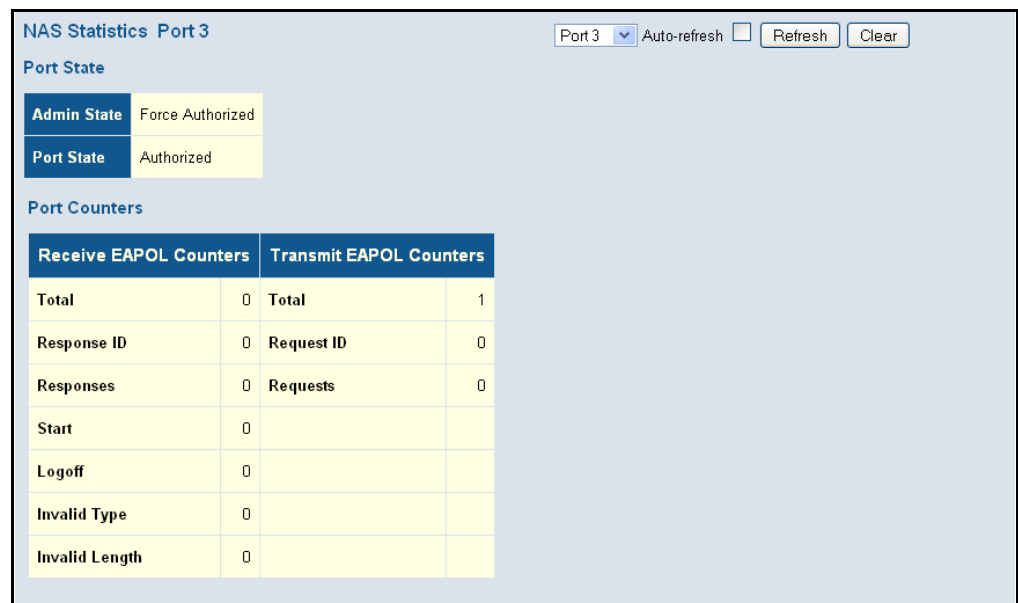 NAS Statistics Port 3
Port 3 Auto-refresh Refresh Clear
Port State
Admin State Force Authorized
Port State Authorized
Port Counters
Receive EAPOL Counters Transmit EAPOL Counters
Total 0 Total 1
Response ID 0 Request ID 0
Responses 0 Requests 0
Start 0
Logoff 0
Invalid Type 0
Invalid Length 0